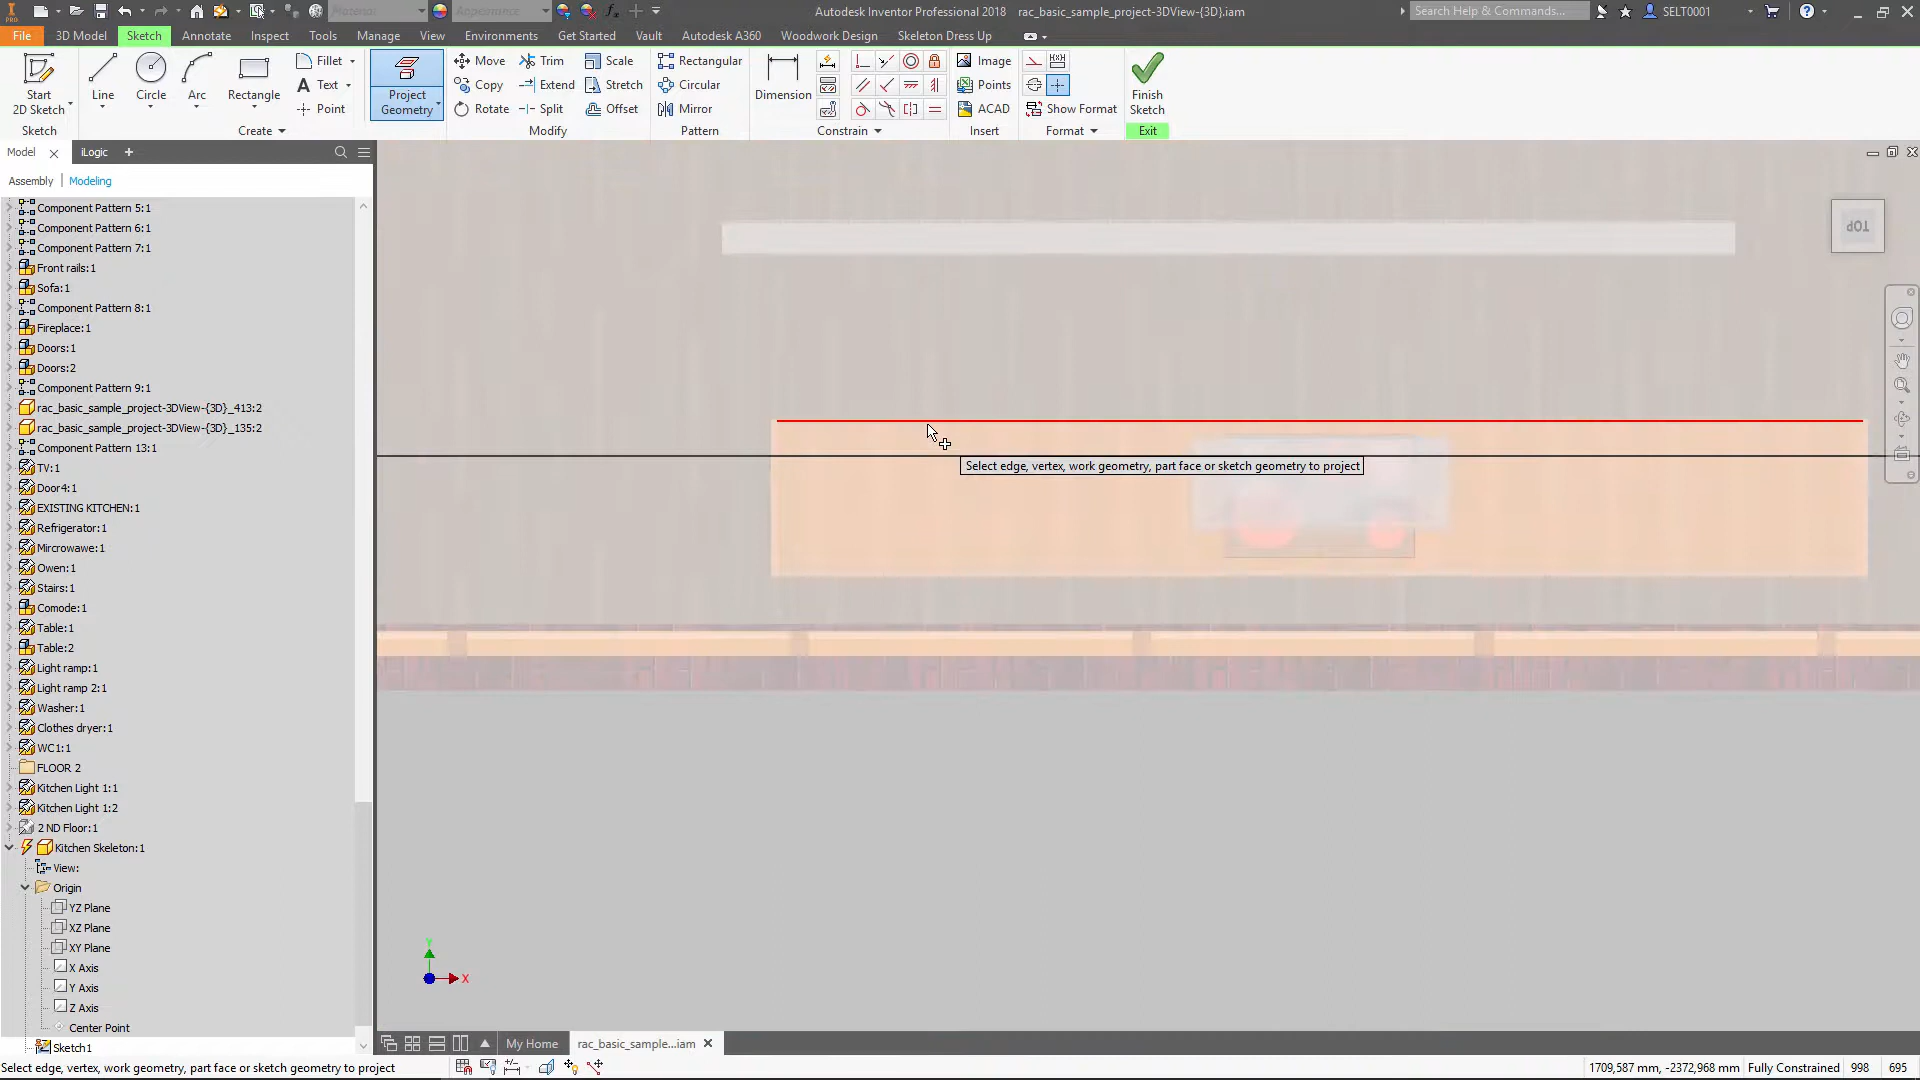 PRO
Material
Appearance
Autodesk Inventor Professional 2018 rac_basic_sample_project-3DView-{3D}.iam
Search Help & Commands...
SELT0001
File 3D Model Sketch Annotate Inspect Tools Manage View Environments Get Started Vault Autodesk A360 Woodwork Design Skeleton Dress Up
Start
2D Sketch
Line
Circle
Arc
Rectangle
Fillet
Text
Point
Project
Geometry
Move
Copy
Rotate
Trim
Extend
Split
Scale
Stretch
Offset
Rectangular
Circular
Mirror
Dimension
Image
Points
ACAD
Show Format
Finish
Sketch
Sketch Create Modify Pattern Constrain Insert Format Exit
Model iLogic
Assembly Modeling
Component Pattern 5:1
Component Pattern 6:1
Component Pattern 7:1
Front rails:1
Sofa:1
Component Pattern 8:1
Fireplace:1
Doors:1
Doors:2
Component Pattern 9:1
rac_basic_sample_project-3DView-{3D}_413:2
rac_basic_sample_project-3DView-{3D}_135:2
Component Pattern 13:1
TV:1
Door4:1
EXISTING KITCHEN:1
Refrigerator:1
Mircrowawe:1
Owen:1
Stairs:1
Comode:1
Table:1
Table:2
Light ramp:1
Light ramp 2:1
Washer:1
Clothes dryer:1
WC1:1
FLOOR 2
Kitchen Light 1:1
Kitchen Light 1:2
2 ND Floor:1
Kitchen Skeleton:1
View:
Origin
YZ Plane
XZ Plane
XY Plane
X Axis
Y Axis
Z Axis
Center Point
Sketch1
TOP
Select edge, vertex, work geometry, part face or sketch geometry to project
Y
X
My Home
rac_basic_sample...iam
Select edge, vertex, work geometry, part face or sketch geometry to project
1709,587 mm, -2372,968 mm Fully Constrained 998 695